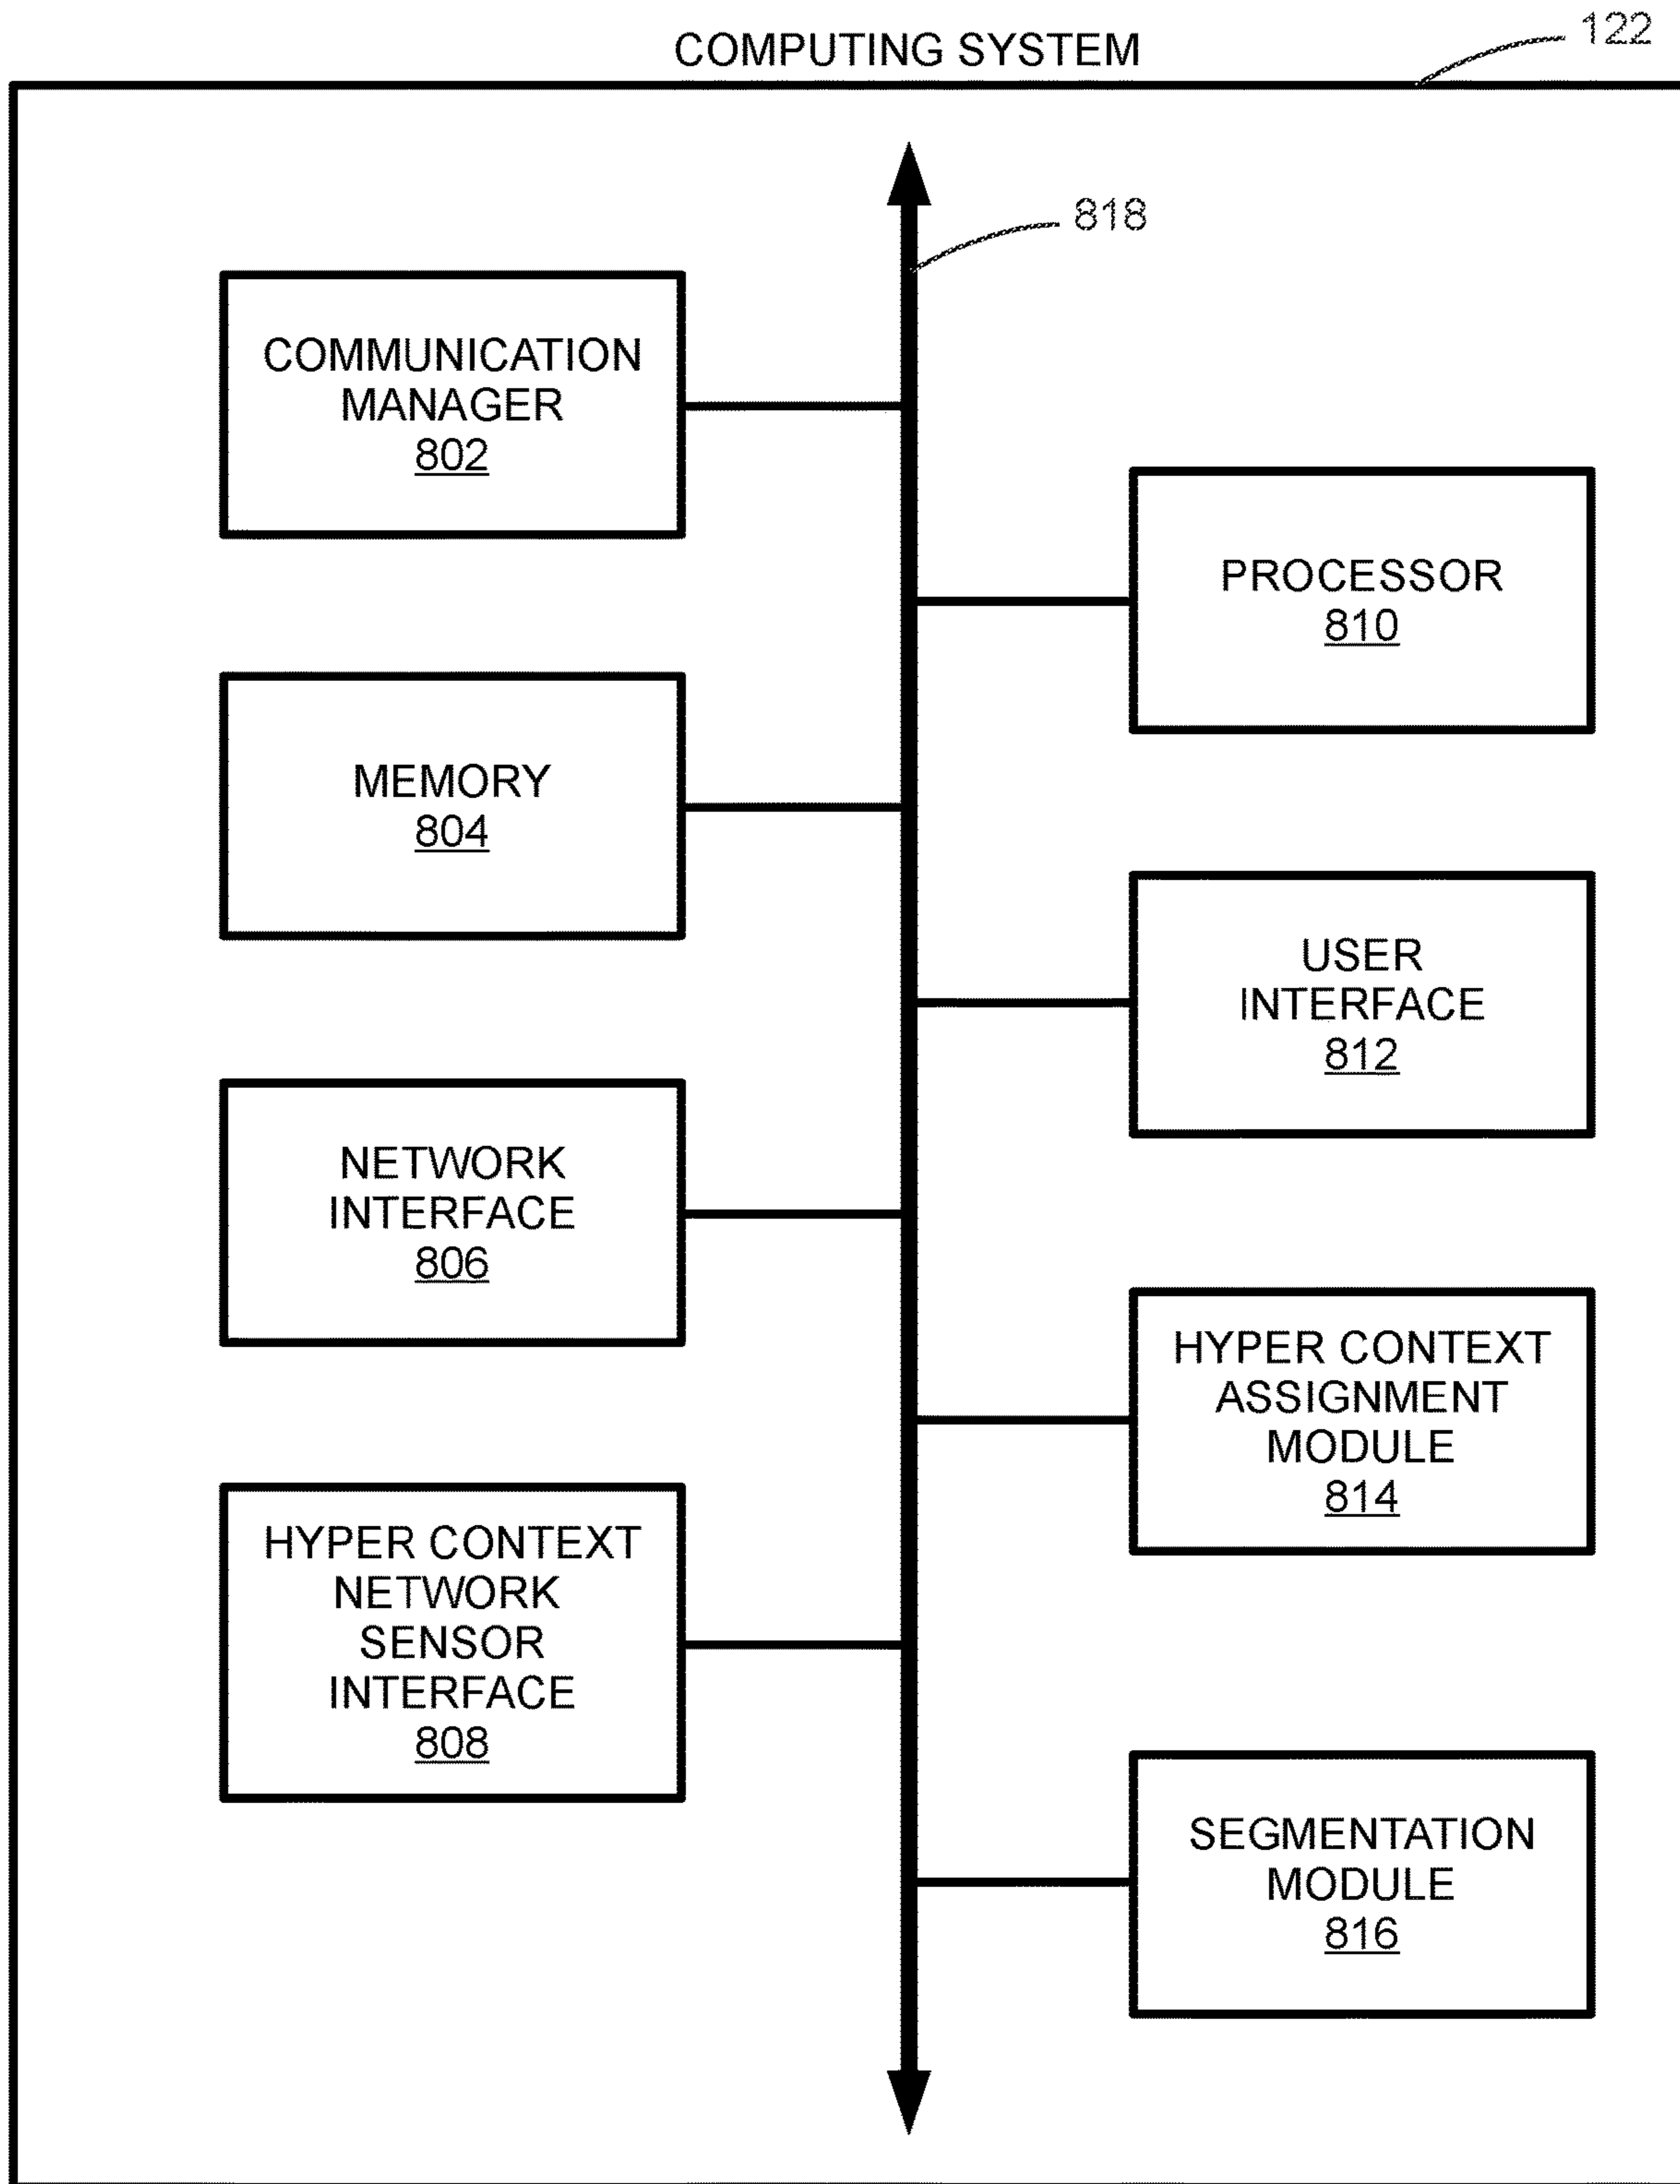 COMPUTING SYSTEM
122
818
COMMUNICATION
MANAGER
802
PROCESSOR
810
MEMORY
804
USER
INTERFACE
812
NETWORK
INTERFACE
806
HYPER CONTEXT
ASSIGNMENT
MODULE
814
HYPER CONTEXT
NETWORK
SENSOR
INTERFACE
808
SEGMENTATION
MODULE
816